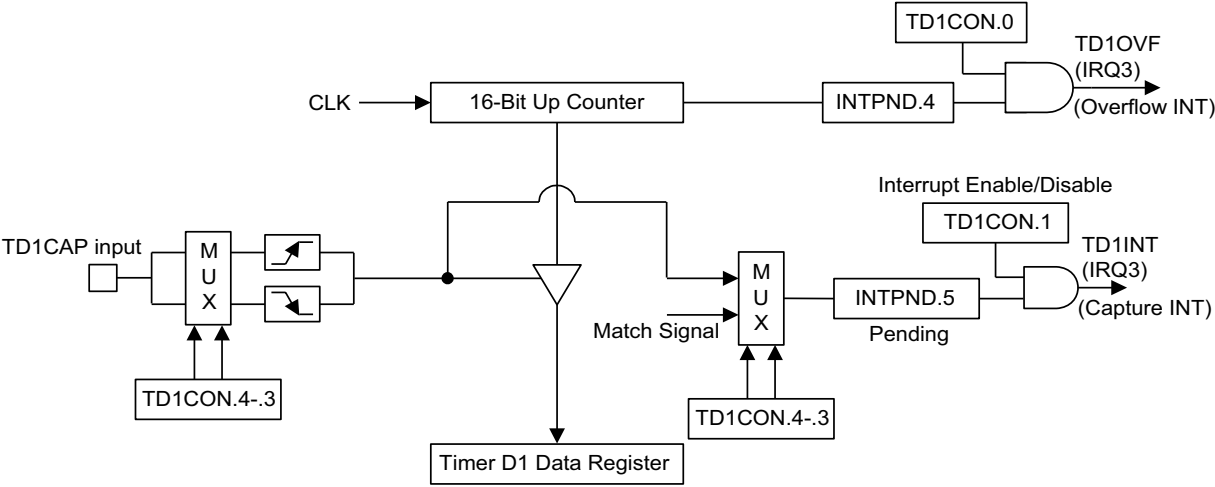 TD1CON.0
TD1OVF
(IRQ3)
(Overflow INT)
CLK
16-Bit Up Counter
INTPND.4
Interrupt Enable/Disable
TD1CON.1
TD1INT
(IRQ3)
(Capture INT)
TD1CAP input
M
U
X
M
U
X
INTPND.5
Match Signal
Pending
TD1CON.4-.3
TD1CON.4-.3
Timer D1 Data Register